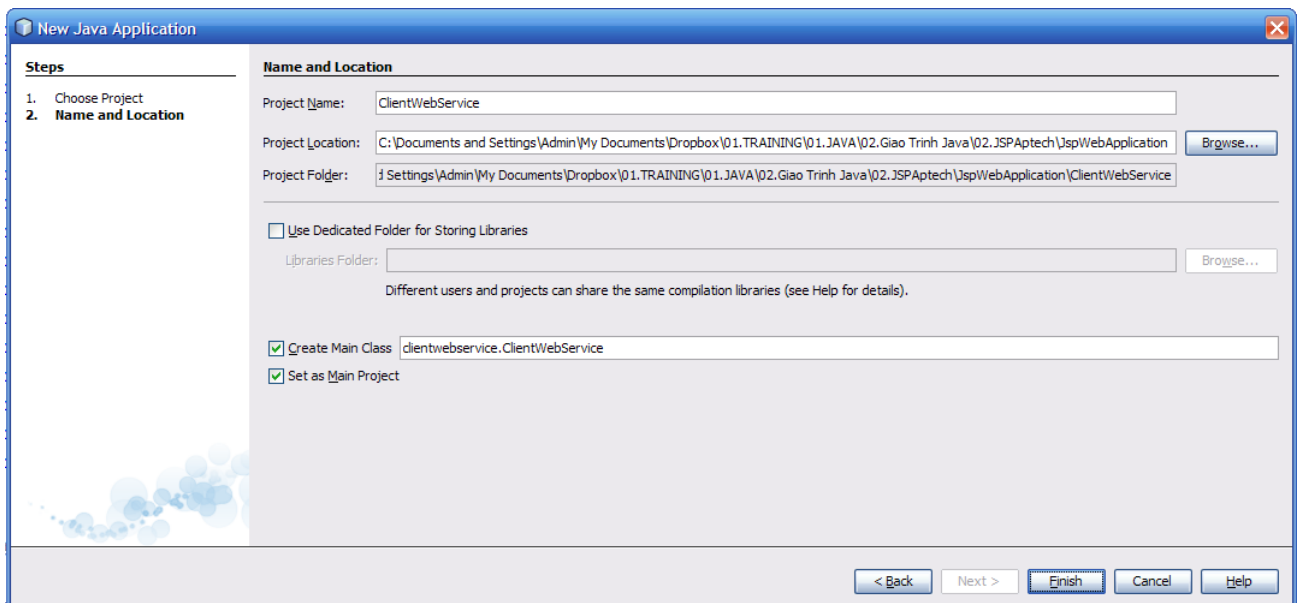 New Java Application
Steps
1. Choose Project
2. Name and Location
Name and Location
Project Name: ClientWebService
Project Location: C:\Documents and Settings\Admin\My Documents\Dropbox\01.TRAINING\01.JAVA\02.Giao Trinh Java\02.JSPAptech\JspWebApplication Browse...
Project Folder: d Settings\Admin\My Documents\Dropbox\01.TRAINING\01.JAVA\02.Giao Trinh Java\02.JSPAptech\JspWebApplication\ClientWebService
Use Dedicated Folder for Storing Libraries
Libraries Folder: Browse...
Different users and projects can share the same compilation libraries (see Help for details).
Create Main Class clientwebservice.ClientWebService
Set as Main Project
< Back Next > Finish Cancel Help